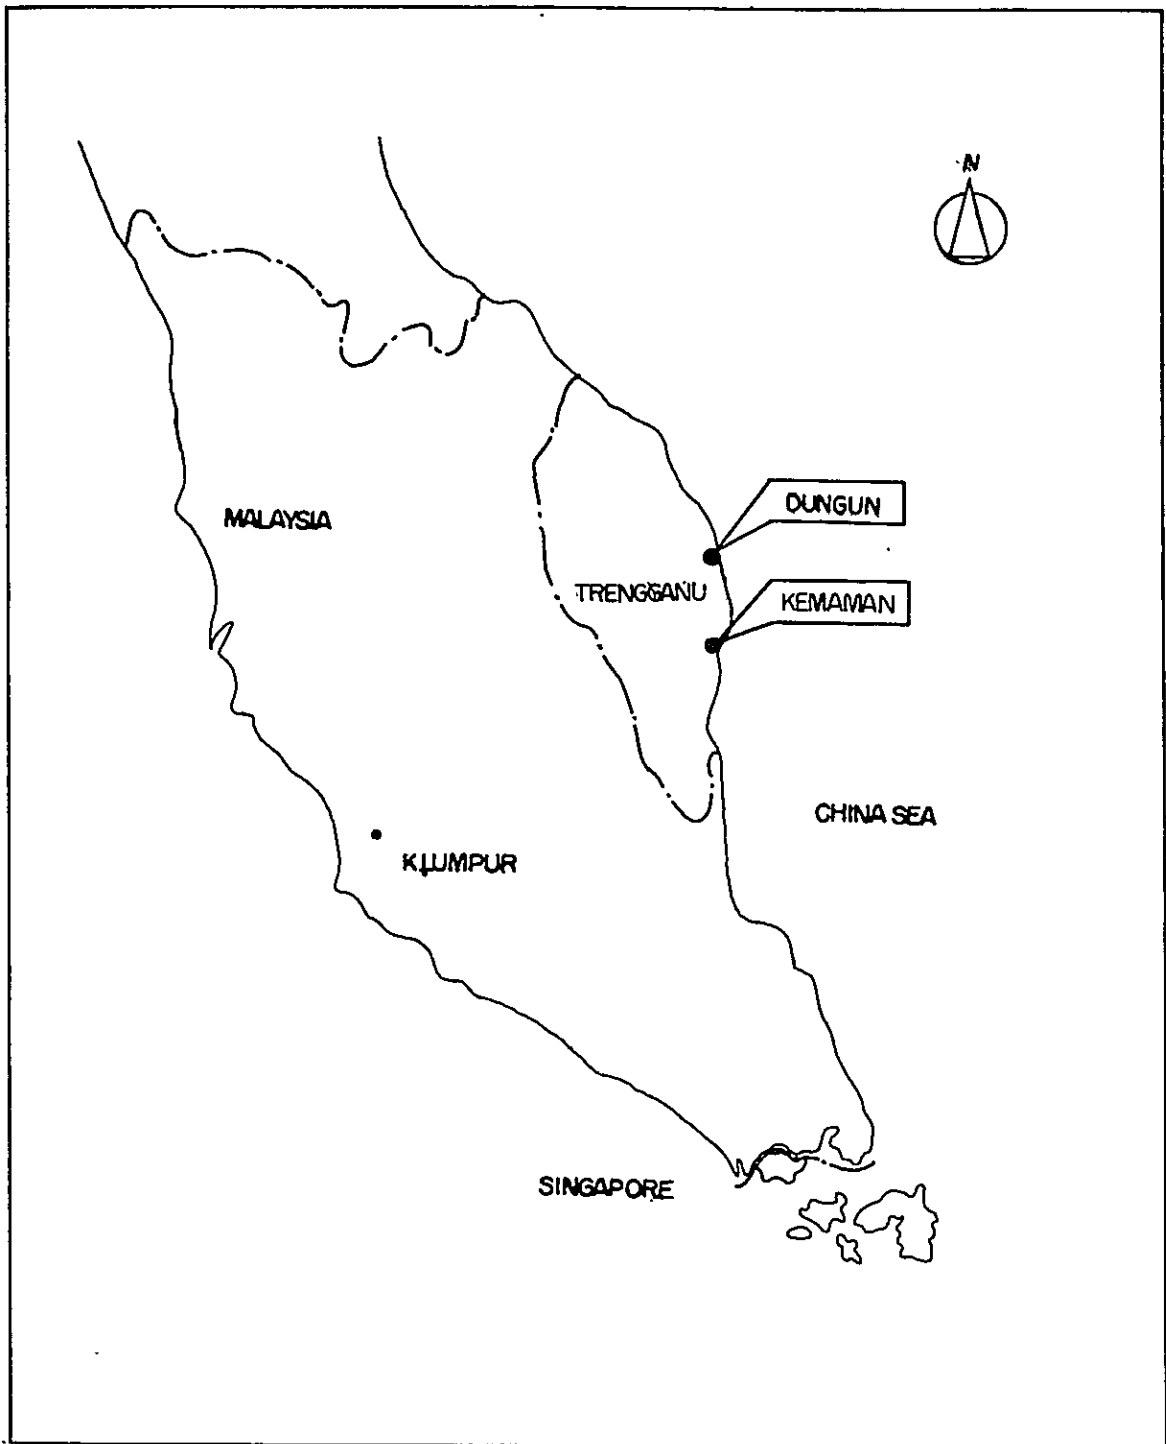 N
DUNGUN
MALAYSIA
TRENGGANU
KEMAMAN
CHINA SEA
K.LUMPUR
SINGAPORE